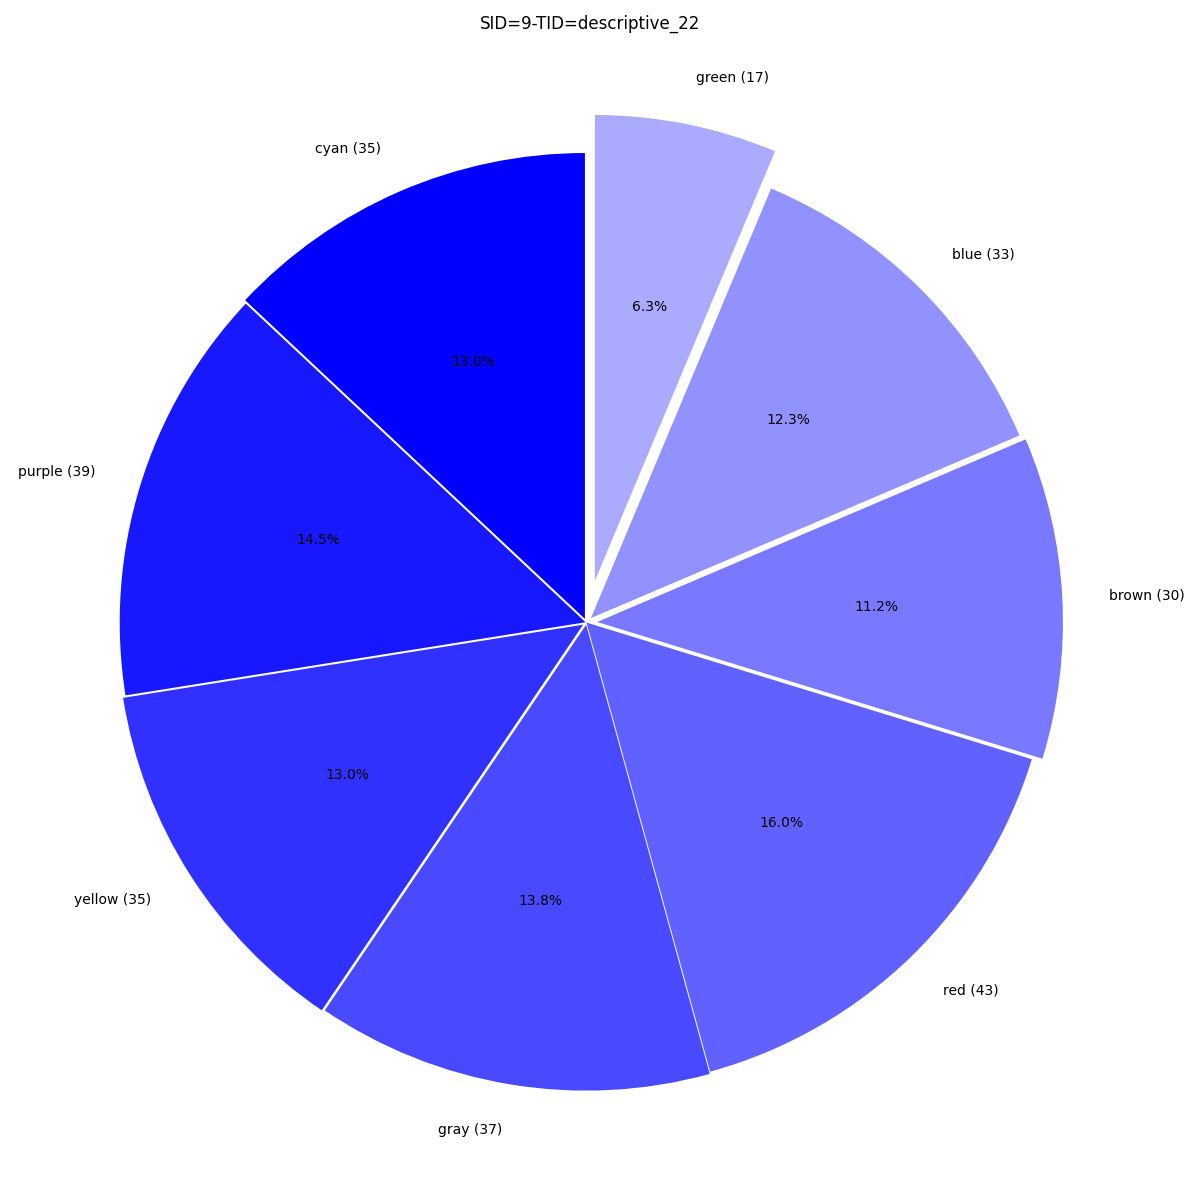 SID=9-TID=descriptive_22
green (17)
cyan (35)
blue (33)
6.3%
13.0%
12.3%
purple (39)
14.5%
brown (30)
11.2%
13.0%
16.0%
yellow (35)
13.8%
red (43)
gray (37)